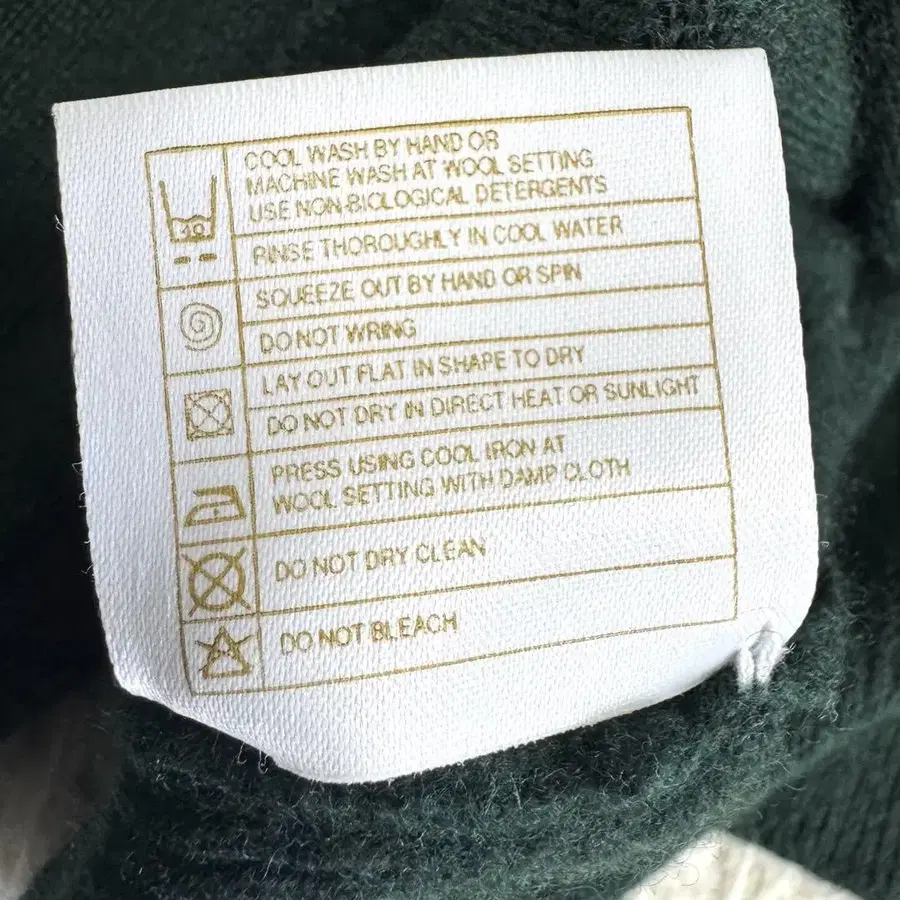 COOL WASH BY HAND OR
MACHINE WASH AT WOOL SETTING
USE NON-BIOLOGICAL DETERGENTS
30
RINSE THOROUGHLY IN COOL WATER
SQUEEZE OUT BY HAND OR SPIN
DO NOT WRING
LAY OUT FLAT IN SHAPE TO DRY
DO NOT DRY IN DIRECT HEAT OR SUNLIGHT
PRESS USING COOL IRON AT
WOOL SETTING WITH DAMP CLOTH
DO NOT DRY CLEAN
DO NOT BLEACH